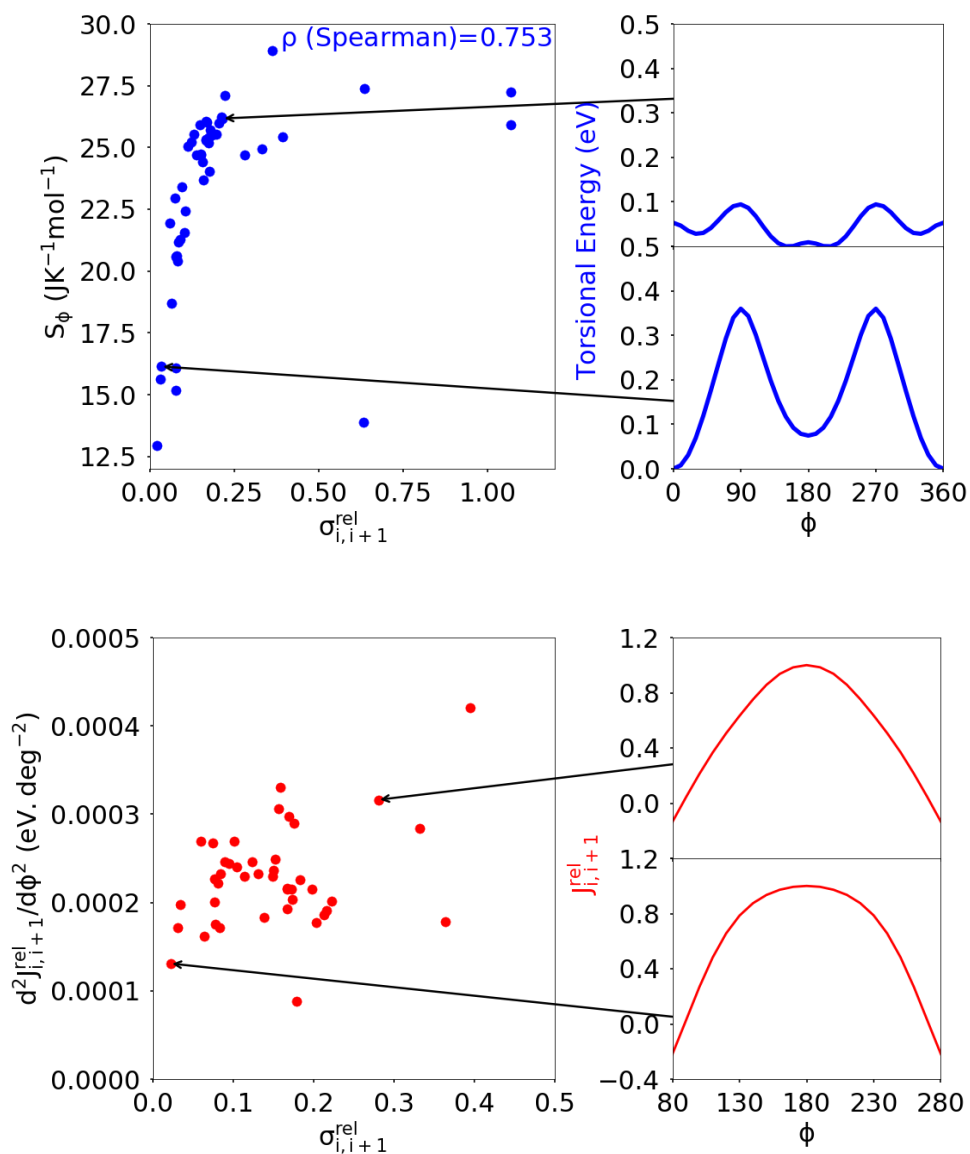 ρ (Spearman)=0.753
S_ϕ (JK⁻¹mol⁻¹)
30.0
27.5
25.0
22.5
20.0
17.5
15.0
12.5
0.00 0.25 0.50 0.75 1.00
σ^rel_i,i+1
Torsional Energy (eV)
0.5
0.4
0.3
0.5
0.1
0.5
0.4
0.3
0.2
0.1
0.0
0 90 180 270 360
ϕ
d²J^rel_i,i+1/dϕ² (eV.deg⁻²)
0.0005
0.0004
0.0003
0.0002
0.0001
0.0000
0.0 0.1 0.2 0.3 0.4 0.5
σ^rel_i,i+1
J^rel_i,i+1
1.2
0.8
0.4
0.0
1.2
0.8
0.4
0.0
−0.4
80 130 180 230 280
ϕ